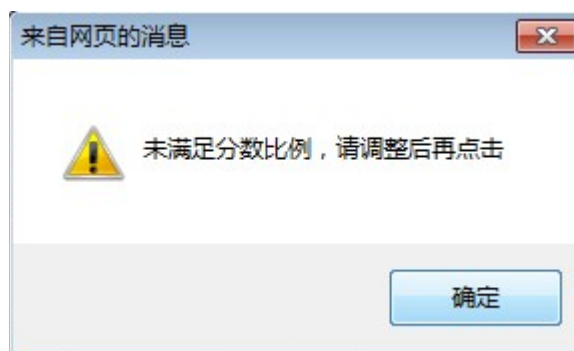 来自网页的消息
未满足分数比例，请调整后再点击
确定